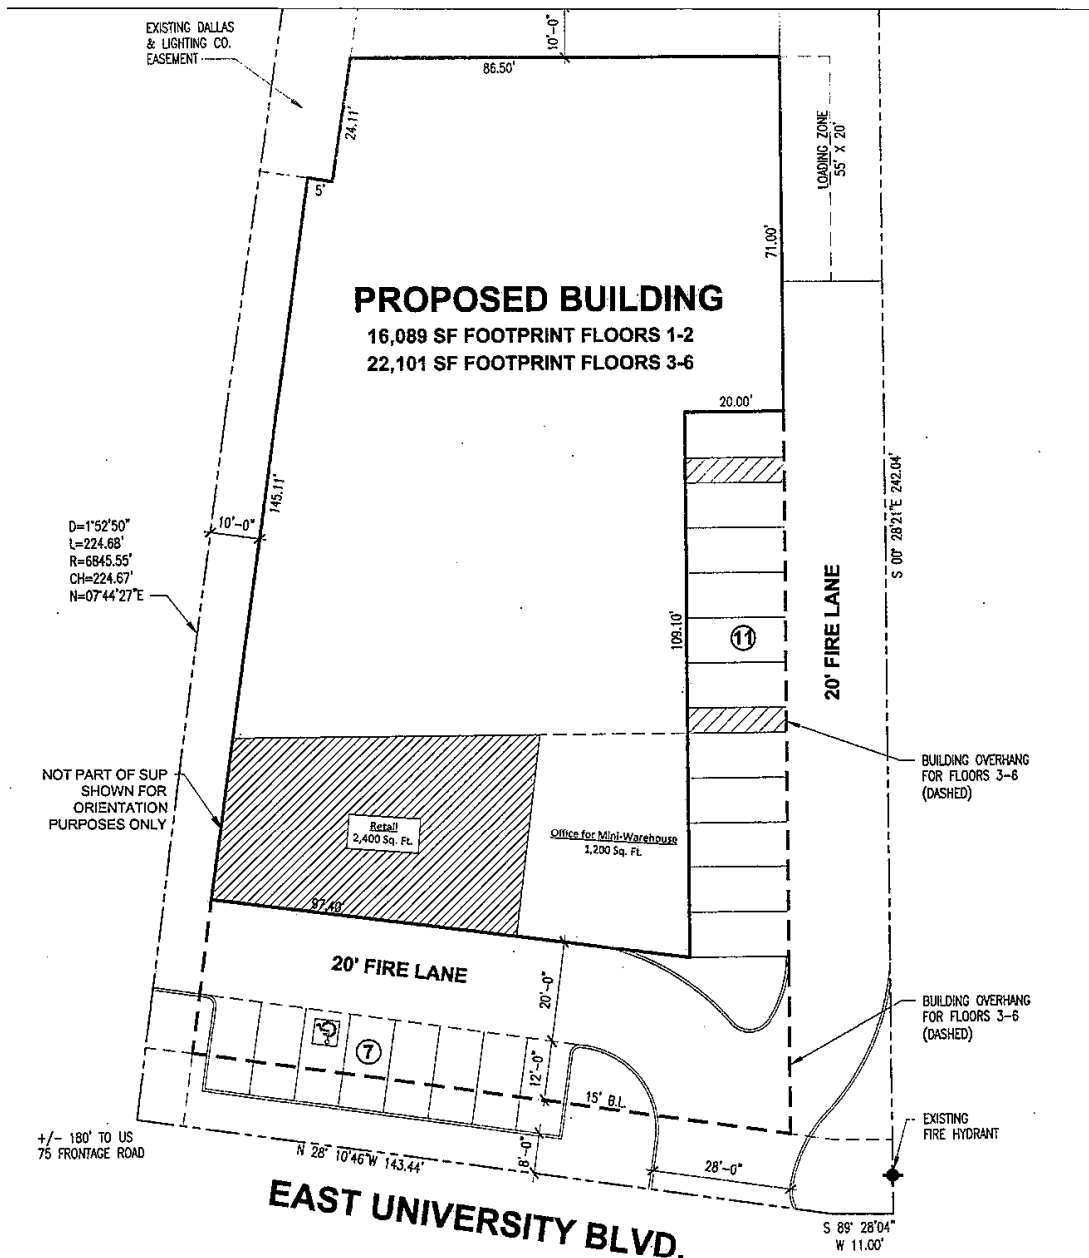 EXISTING DALLAS
& LIGHTING CO.
EASEMENT
10'-0"
86.50'
24.11'
5'
LOADING ZONE
55' X 20'
71.00'
PROPOSED BUILDING
16,089 SF FOOTPRINT FLOORS 1-2
22,101 SF FOOTPRINT FLOORS 3-6
20.00'
145.11'
10'-0"
D=1°52'50"
L=224.68'
R=6845.55'
CH=224.67'
N=07°44'27"E
S 00° 28'21"E 242.04'
109.10'
11
20' FIRE LANE
BUILDING OVERHANG
FOR FLOORS 3-6
(DASHED)
NOT PART OF SUP
SHOWN FOR
ORIENTATION
PURPOSES ONLY
Retail
2,400 Sq. Ft.
Office for Mini-Warehouse
1,200 Sq. Ft.
97.40'
20' FIRE LANE
20'-0"
BUILDING OVERHANG
FOR FLOORS 3-6
(DASHED)
7
12'-0"
15' B.L.
+/- 180' TO US
75 FRONTAGE ROAD
N 28° 10'46"W 143.44'
8'-0"
28'-0"
EXISTING
FIRE HYDRANT
EAST UNIVERSITY BLVD.
S 89° 28'04"
W 11.00'